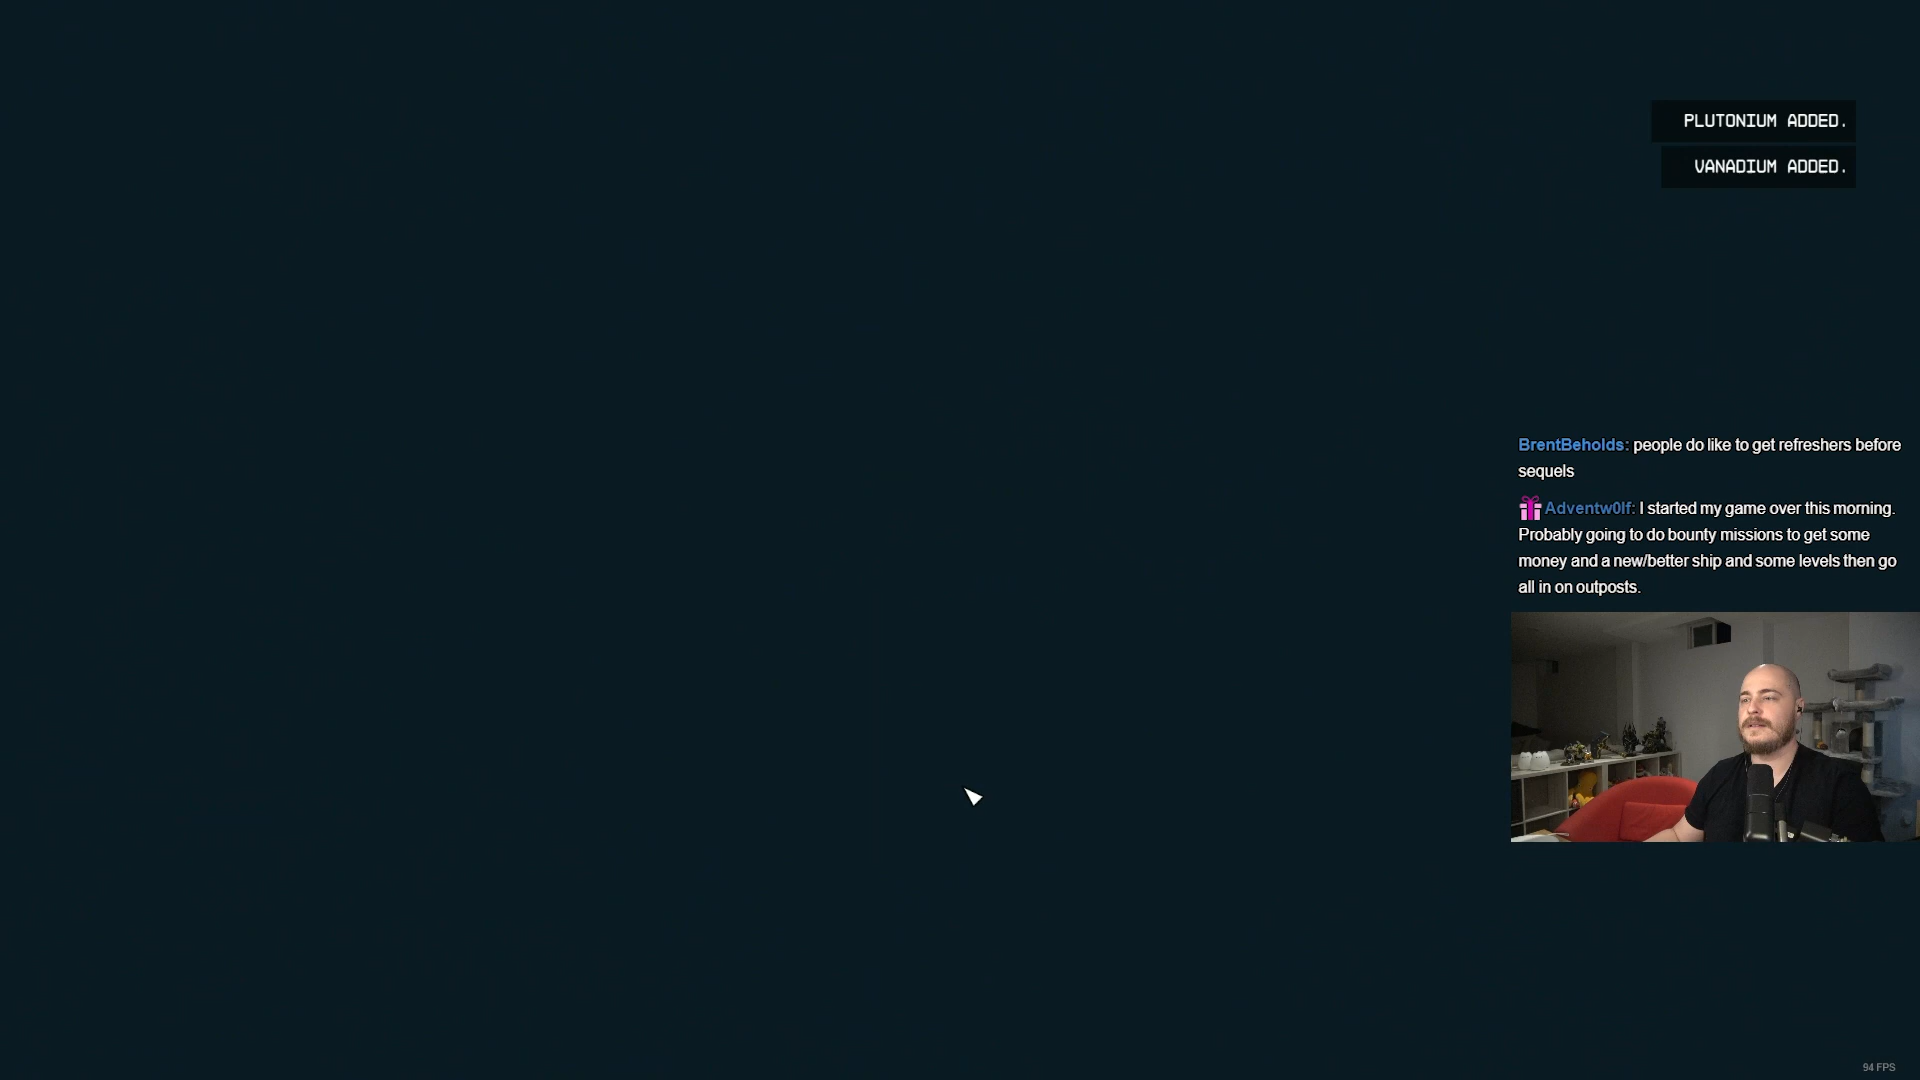 PLUTONIUM ADDED.
VANADIUM ADDED.
BrentBeholds: people do like to get refreshers before
sequels
Adventw0lf: I started my game over this morning.
Probably going to do bounty missions to get some
money and a new/better ship and some levels then go
all in on outposts.
94 FPS